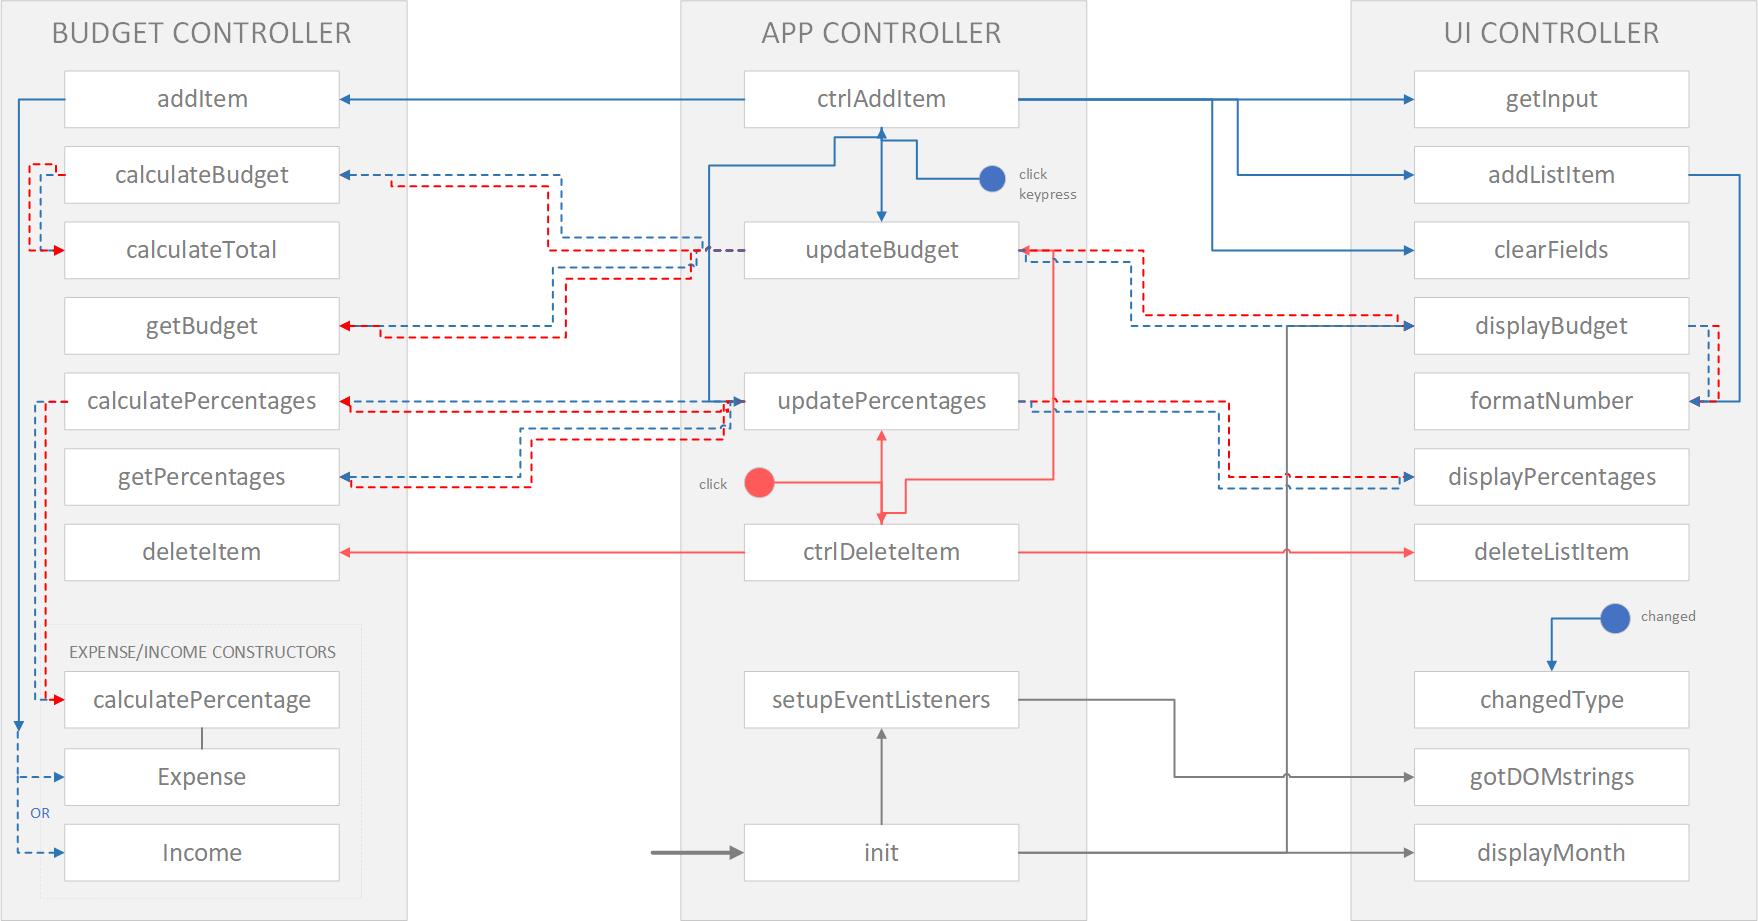 BUDGET CONTROLLER
addItem
calculateBudget
calculateTotal
getBudget
calculatePercentages
getPercentages
deleteItem
EXPENSE/INCOME CONSTRUCTORS
calculatePercentage
Expense
OR
Income
APP CONTROLLER
ctrlAddItem
click
keypress
updateBudget
updatePercentages
click
ctrlDeleteItem
setupEventListeners
init
UI CONTROLLER
getInput
addListItem
clearFields
displayBudget
formatNumber
displayPercentages
deleteListItem
changed
changedType
gotDOMstrings
displayMonth